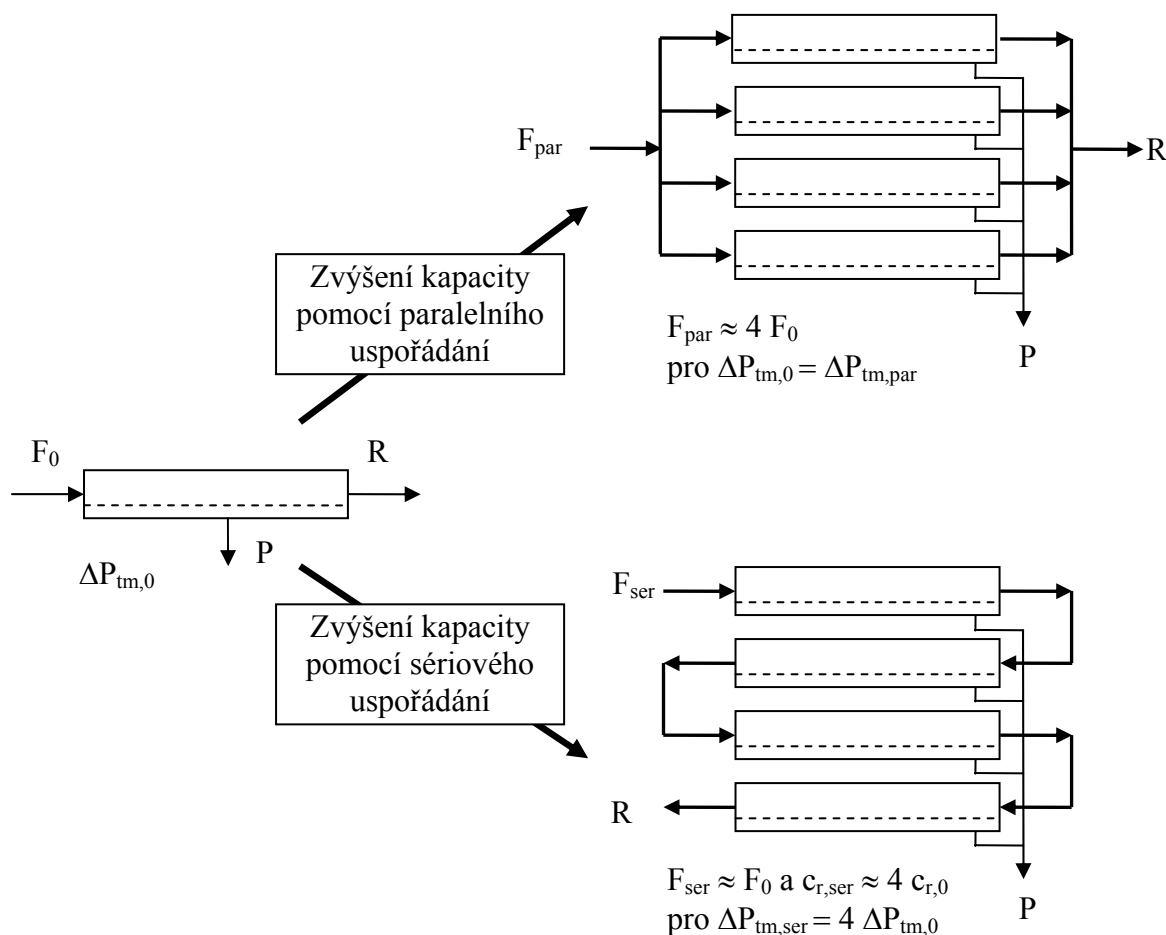 F_par
R
Zvýšení kapacity
pomocí paralelního
uspořádání
F_par ≈ 4 F_0
pro ΔP_tm,0 = ΔP_tm,par
P
F_0
R
P
ΔP_tm,0
Zvýšení kapacity
pomocí sériového
uspořádání
F_ser
R
F_ser ≈ F_0 a c_r,ser ≈ 4 c_r,0
pro ΔP_tm,ser = 4 ΔP_tm,0
P